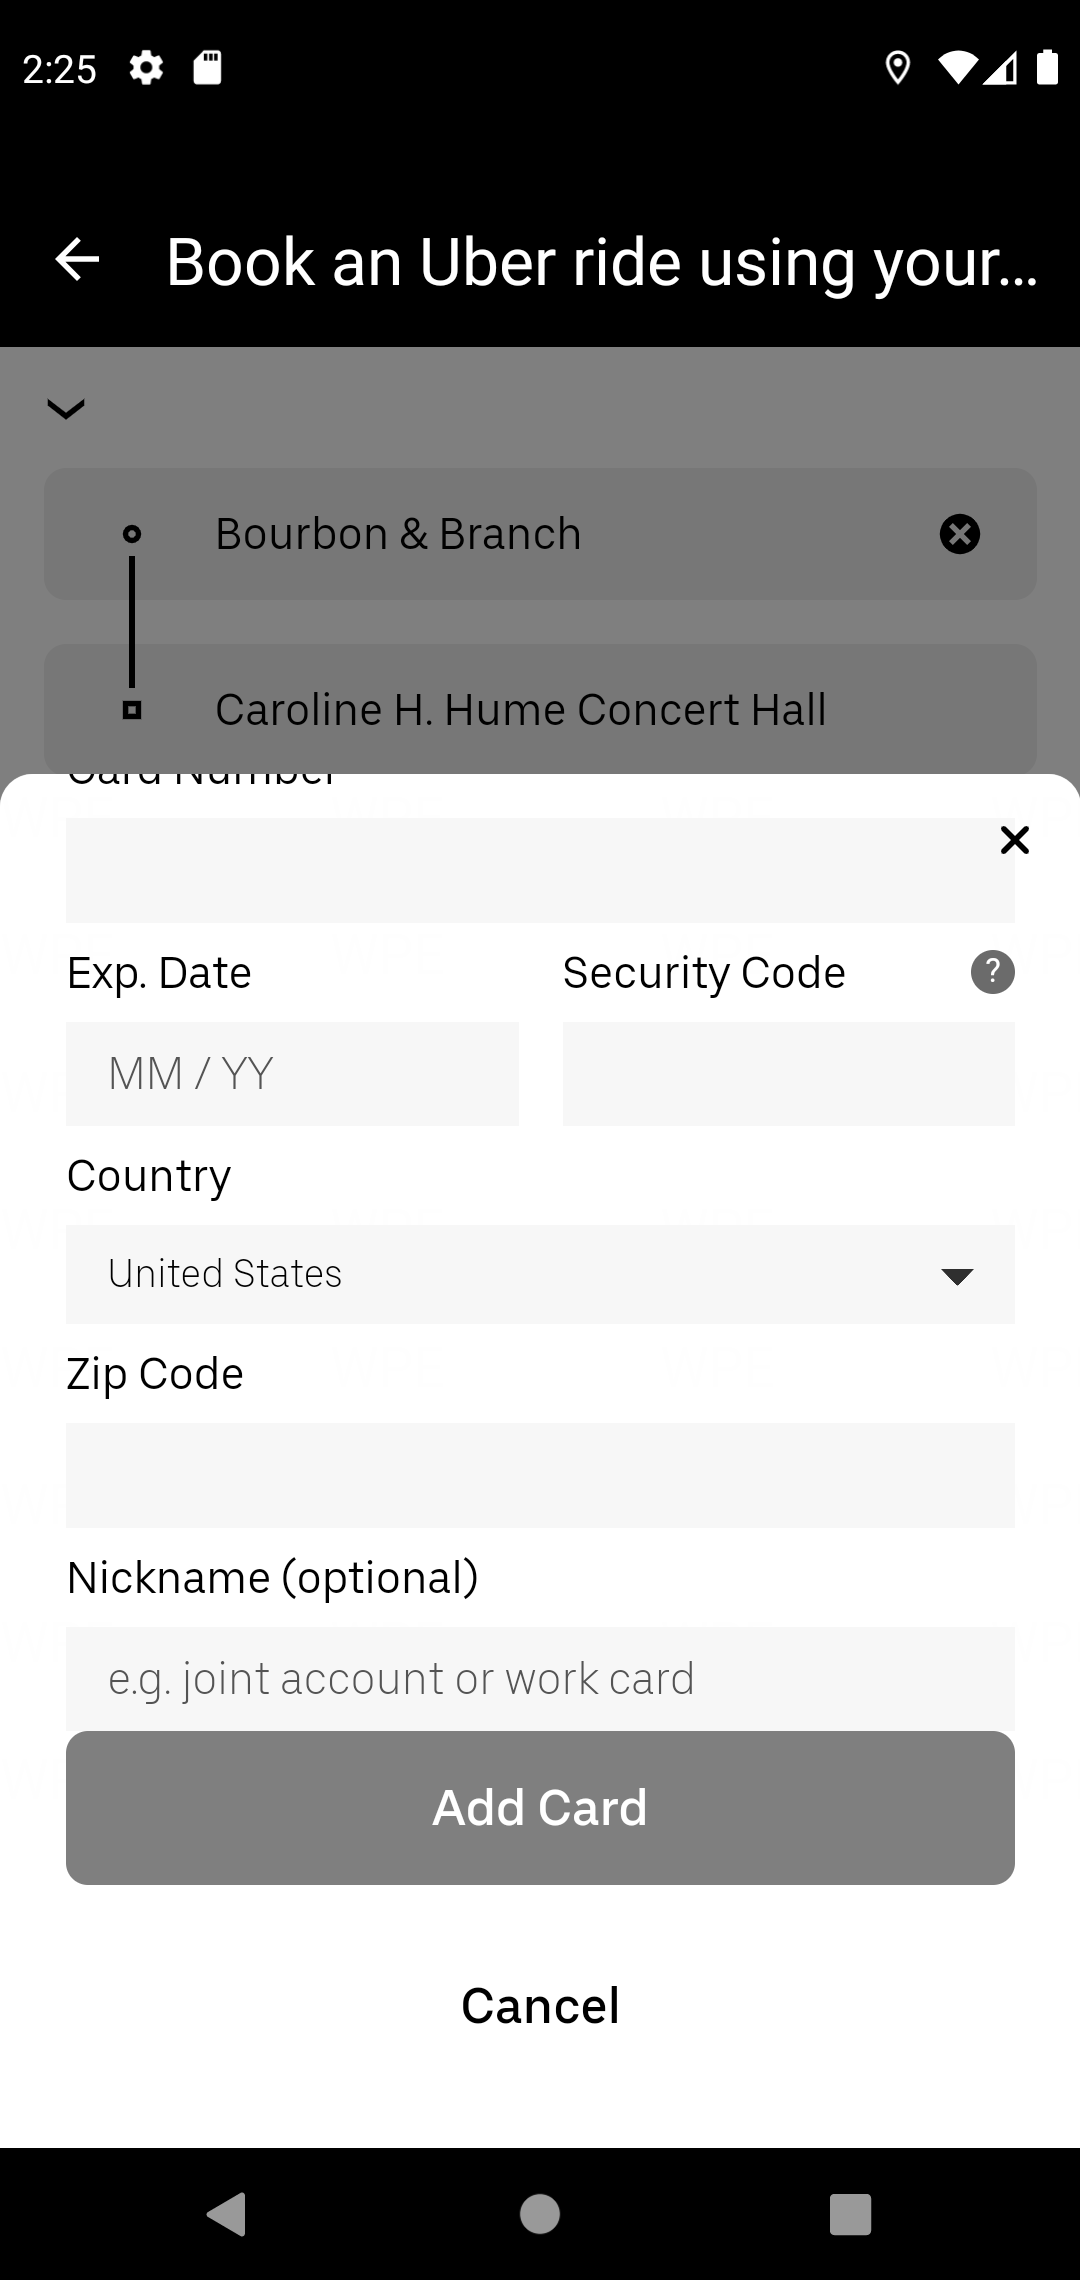 2:25
Book an Uber ride using your...
Bourbon & Branch
Caroline H. Hume Concert Hall
Card Number
Exp. Date
Security Code
?
MM / YY
Country
United States
Zip Code
Nickname (optional)
e.g. joint account or work card
Add Card
Cancel